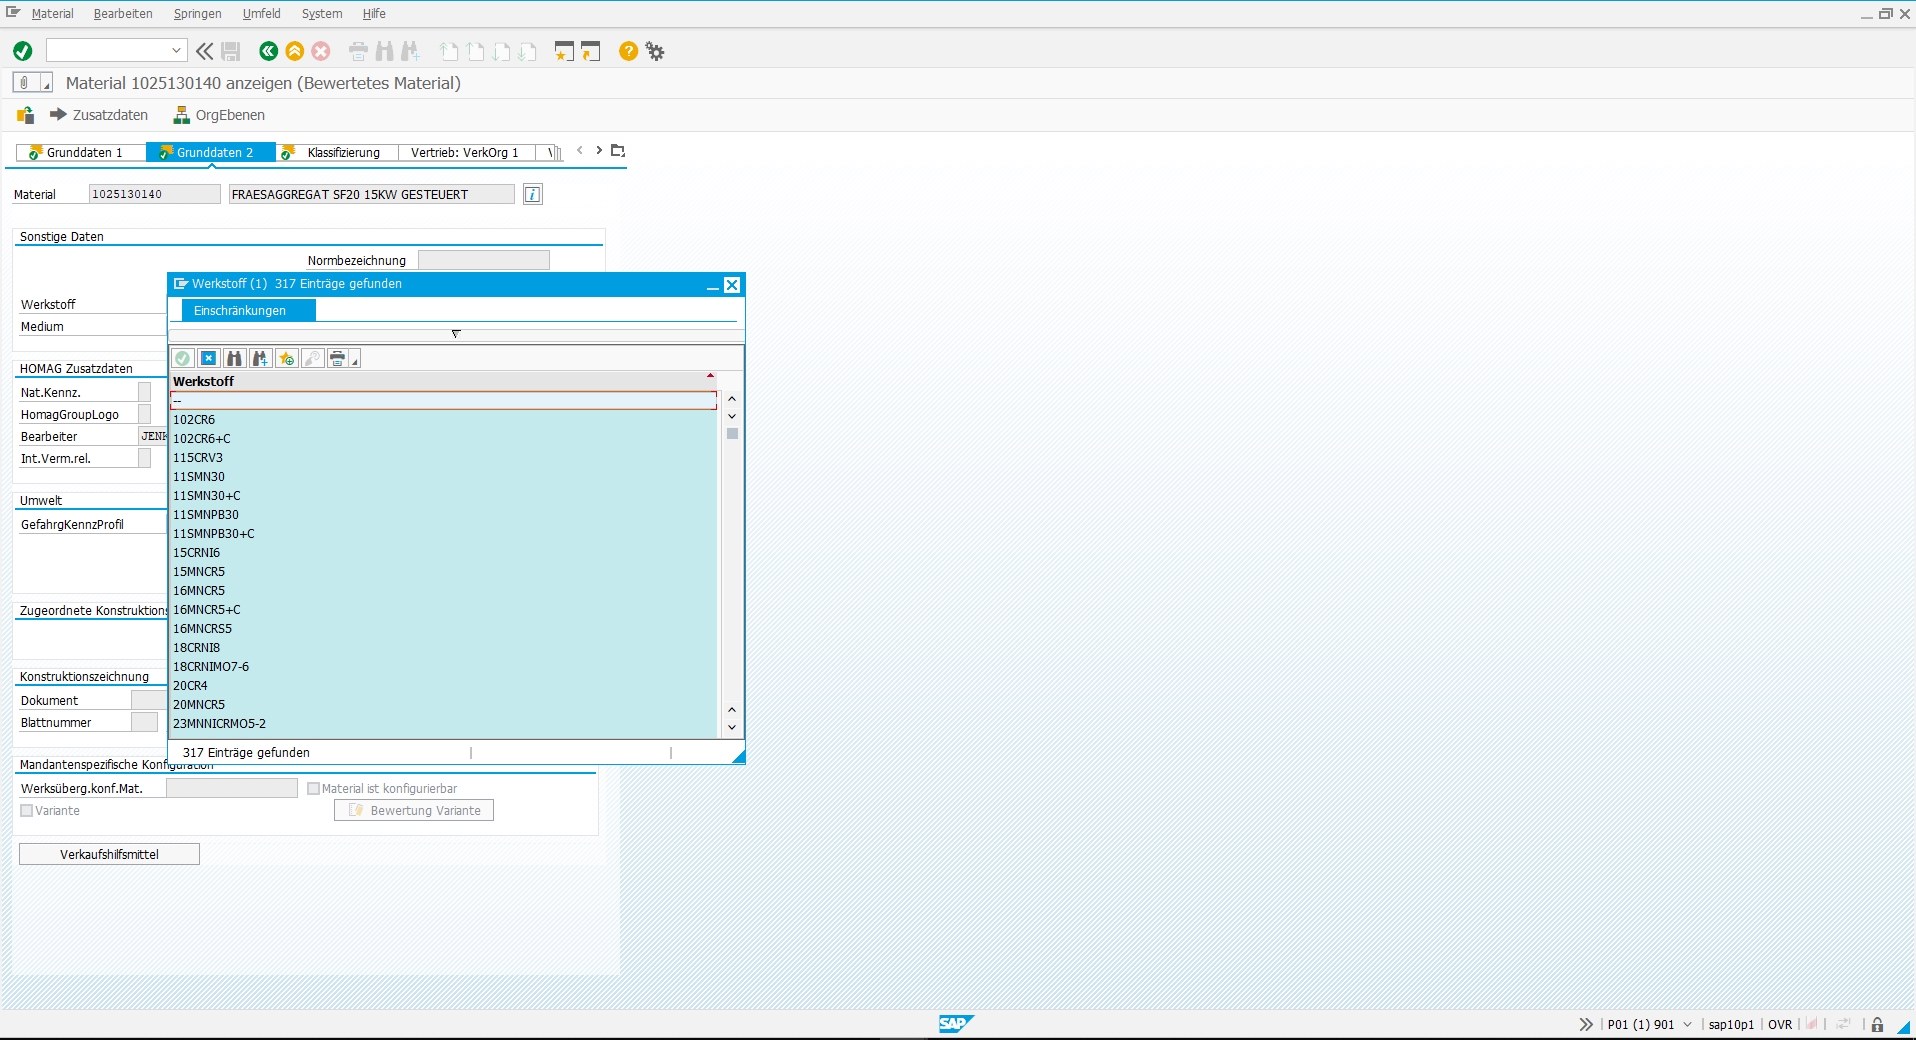 Material Bearbeiten Springen Umfeld System Hilfe
Material 1025130140 anzeigen (Bewertetes Material)
Zusatzdaten OrgEbenen
Grunddaten 1 Grunddaten 2 Klassifizierung Vertrieb: VerkOrg 1
Material 1025130140 FRAESAGGREGAT SF20 15KW GESTEUERT
Sonstige Daten
Normbezeichnung
Werkstoff
Medium
HOMAG Zusatzdaten
Nat.Kennz.
HomagGroupLogo
Bearbeiter JENK
Int.Verm.rel.
Umwelt
GefahrgKennzProfil
Zugeordnete Konstruktions
Konstruktionszeichnung
Dokument
Blattnummer
Werkstoff (1) 317 Einträge gefunden
Einschränkungen
Werkstoff
--
102CR6
102CR6+C
115CRV3
11SMN30
11SMN30+C
11SMNPB30
11SMNPB30+C
15CRNI6
15MNCR5
16MNCR5
16MNCR5+C
16MNCRS5
18CRNI8
18CRNIMO7-6
20CR4
20MNCR5
23MNNICRMO5-2
317 Einträge gefunden
Mandantenspezifische Konfiguration
Werksüberg.konf.Mat. Material ist konfigurierbar
Variante Bewertung Variante
Verkaufshilfsmittel
SAP P01 (1) 901 sap10p1 OVR